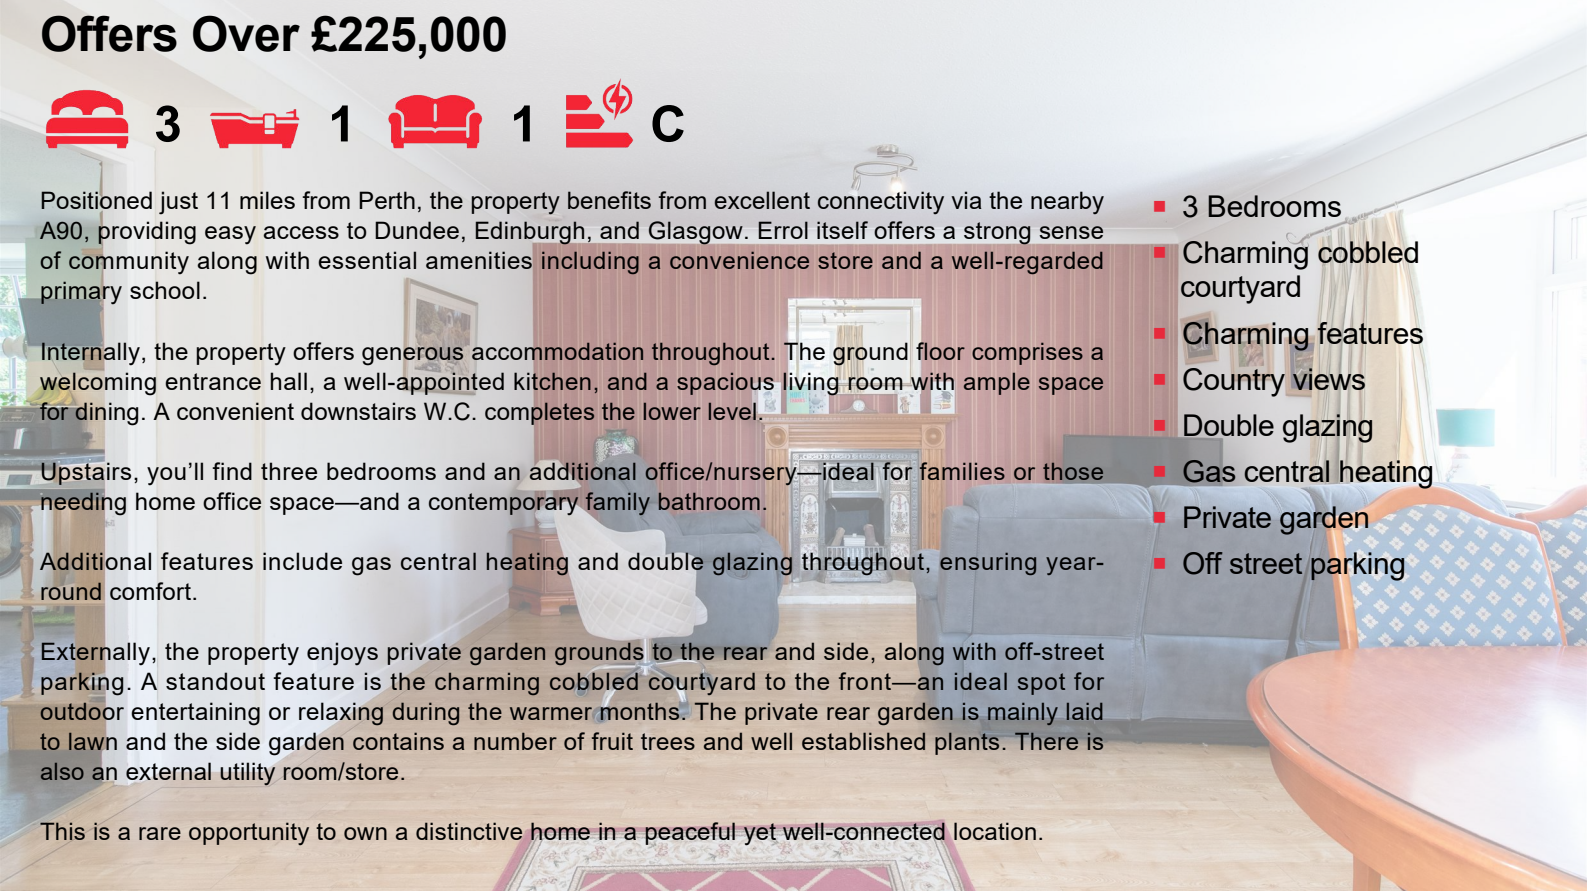 Offers Over £225,000
3 1 1 C
Positioned just 11 miles from Perth, the property benefits from excellent connectivity via the nearby
A90, providing easy access to Dundee, Edinburgh, and Glasgow. Errol itself offers a strong sense
of community along with essential amenities including a convenience store and a well-regarded
primary school.
Internally, the property offers generous accommodation throughout. The ground floor comprises a
welcoming entrance hall, a well-appointed kitchen, and a spacious living room with ample space
for dining. A convenient downstairs W.C. completes the lower level.
Upstairs, you’ll find three bedrooms and an additional office/nursery—ideal for families or those
needing home office space—and a contemporary family bathroom.
Additional features include gas central heating and double glazing throughout, ensuring year-
round comfort.
Externally, the property enjoys private garden grounds to the rear and side, along with off-street
parking. A standout feature is the charming cobbled courtyard to the front—an ideal spot for
outdoor entertaining or relaxing during the warmer months. The private rear garden is mainly laid
to lawn and the side garden contains a number of fruit trees and well established plants. There is
also an external utility room/store.
This is a rare opportunity to own a distinctive home in a peaceful yet well-connected location.
▪ 3 Bedrooms
▪ Charming cobbled
courtyard
▪ Charming features
▪ Country views
▪ Double glazing
▪ Gas central heating
▪ Private garden
▪ Off street parking